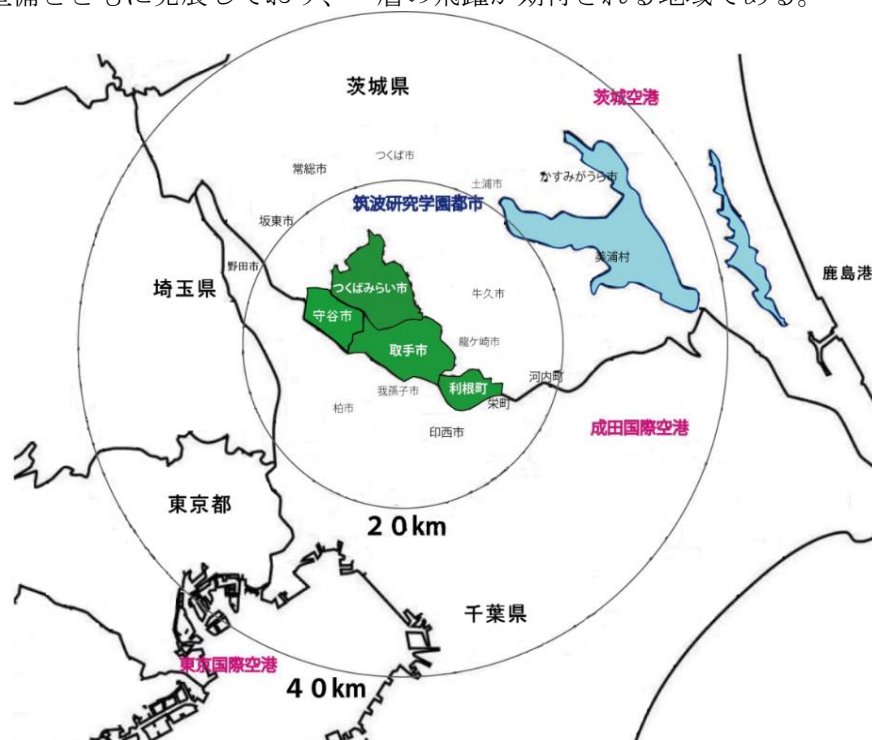 整備とともに発展しており、一層の飛躍が期待される地域である。
茨城県
茨城空港
つくば市
常総市
土浦市
かすみがうら市
筑波研究学園都市
坂東市
野田市
美浦村
鹿島港
埼玉県
つくばみらい市
牛久市
守谷市
取手市
龍ケ崎市
河内町
利根町
我孫子市
栄町
柏市
印西市
成田国際空港
東京都
20km
千葉県
東京国際空港
40km